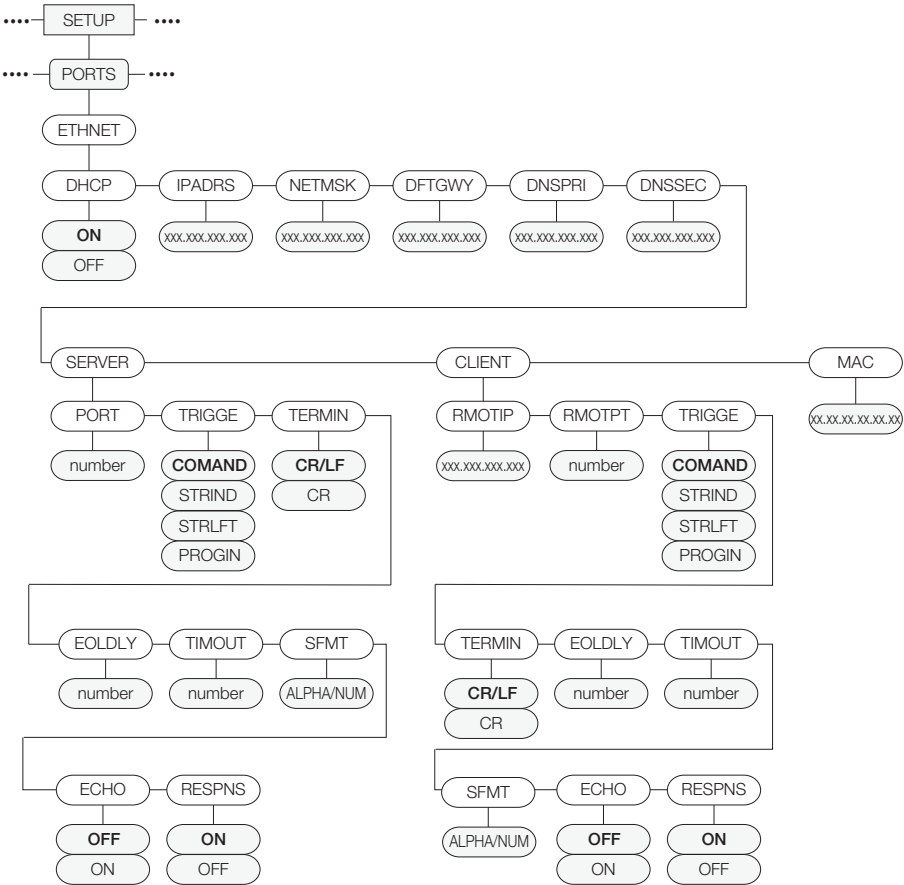 •••• SETUP ••••
•••• PORTS ••••
ETHNET
DHCP IPADRS NETMSK DFTGWY DNSPRI DNSSEC
ON xxx.xxx.xxx.xxx xxx.xxx.xxx.xxx xxx.xxx.xxx.xxx xxx.xxx.xxx.xxx xxx.xxx.xxx.xxx
OFF
SERVER CLIENT MAC
PORT TRIGGE TERMIN RMOTIP RMOTPT TRIGGE xx.xx.xx.xx.xx.xx
number COMAND CR/LF xxx.xxx.xxx.xxx number COMAND
STRIND CR STRIND
STRLFT STRLFT
PROGIN PROGIN
EOLDLY TIMOUT SFMT TERMIN EOLDLY TIMOUT
number number ALPHA/NUM CR/LF number number
CR
ECHO RESPNS SFMT ECHO RESPNS
OFF ON ALPHA/NUM OFF ON
ON OFF ON OFF